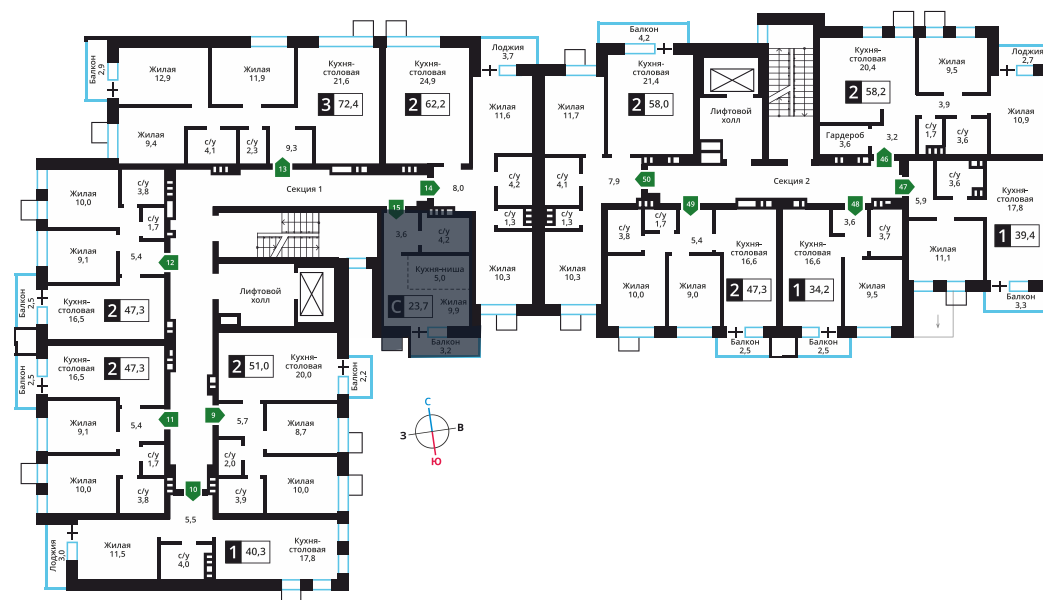 Балкон
2,9
Жилая
12,9
Жилая
11,9
Кухня-
столовая
21,6
3 72,4
Кухня-
столовая
24,9
2 62,2
Лоджия
3,7
Жилая
11,6
Жилая
9,4
с/у
4,1
с/у
2,3
9,3
13
Секция 1
14
8,0
15
с/у
4,2
с/у
1,3
Жилая
10,3
3,6
с/у
4,2
Кухня-ниша
5,0
С 23,7
Жилая
9,9
Балкон
3,2
Жилая
10,0
с/у
3,8
с/у
1,7
Жилая
9,1
5,4
12
Балкон
2,5
Кухня-
столовая
16,5
2 47,3
Лифтовой
холл
Кухня-
столовая
16,5
2 47,3
Балкон
2,5
Жилая
9,1
5,4
11
с/у
1,7
Жилая
10,0
с/у
3,8
2 51,0
Кухня-
столовая
20,0
Балкон
2,2
9
5,7
Жилая
8,7
с/у
2,0
с/у
3,9
Жилая
10,0
10
5,5
Лоджия
3,0
Жилая
11,5
с/у
4,0
1 40,3
Кухня-
столовая
17,8
С
З
В
Ю
Балкон
4,2
Жилая
11,7
Кухня-
столовая
21,4
2 58,0
Лифтовой
холл
с/у
4,1
с/у
1,3
7,9
50
Жилая
10,3
Секция 2
49
с/у
3,8
с/у
1,7
5,4
Жилая
10,0
Жилая
9,0
Кухня-
столовая
16,6
2 47,3
Балкон
2,5
Кухня-
столовая
16,6
1 34,2
48
3,6
с/у
3,7
Жилая
9,5
Балкон
2,5
Кухня-
столовая
20,4
2 58,2
Жилая
9,5
Лоджия
2,7
3,9
Жилая
10,9
Гардероб
3,6
3,2
с/у
1,7
с/у
3,6
46
47
5,9
с/у
3,6
Кухня-
столовая
17,8
1 39,4
Жилая
11,1
Балкон
3,3